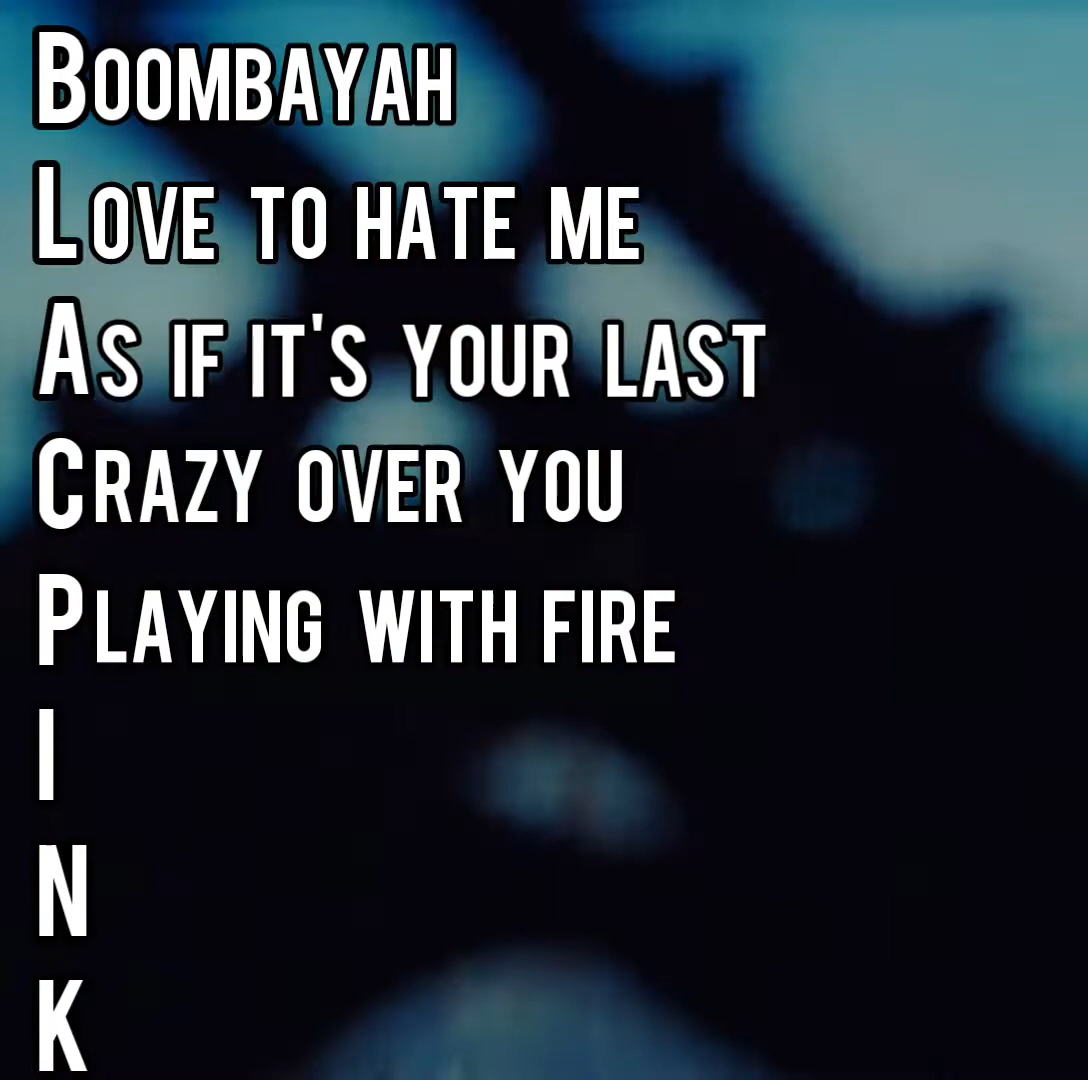 Boombayah
Love to hate me
As if it's your last
Crazy over you
Playing with fire
I
N
K